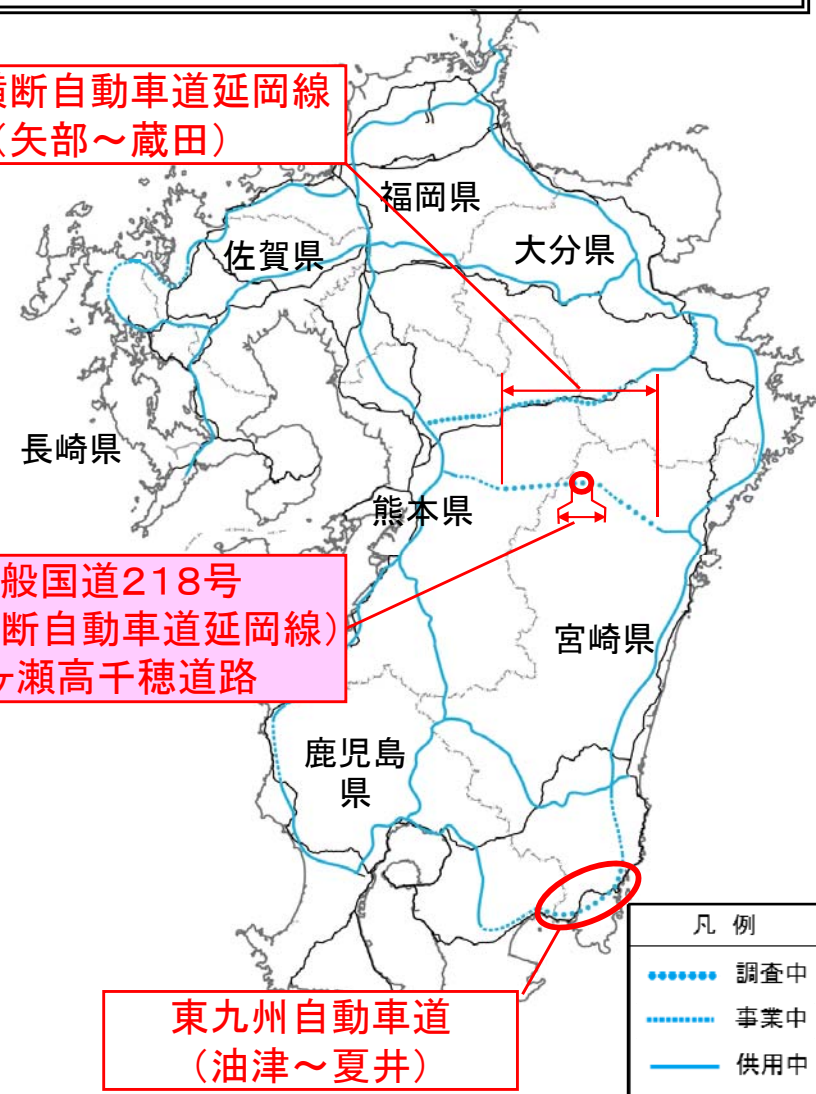 横断自動車道延岡線
（矢部～蔵田）
福岡県
佐賀県
大分県
長崎県
熊本県
般国道２１８号
断自動車道延岡線）
ヶ瀬高千穂道路
宮崎県
鹿児島
県
東九州自動車道
（油津～夏井）
凡 例
調査中
事業中
供用中